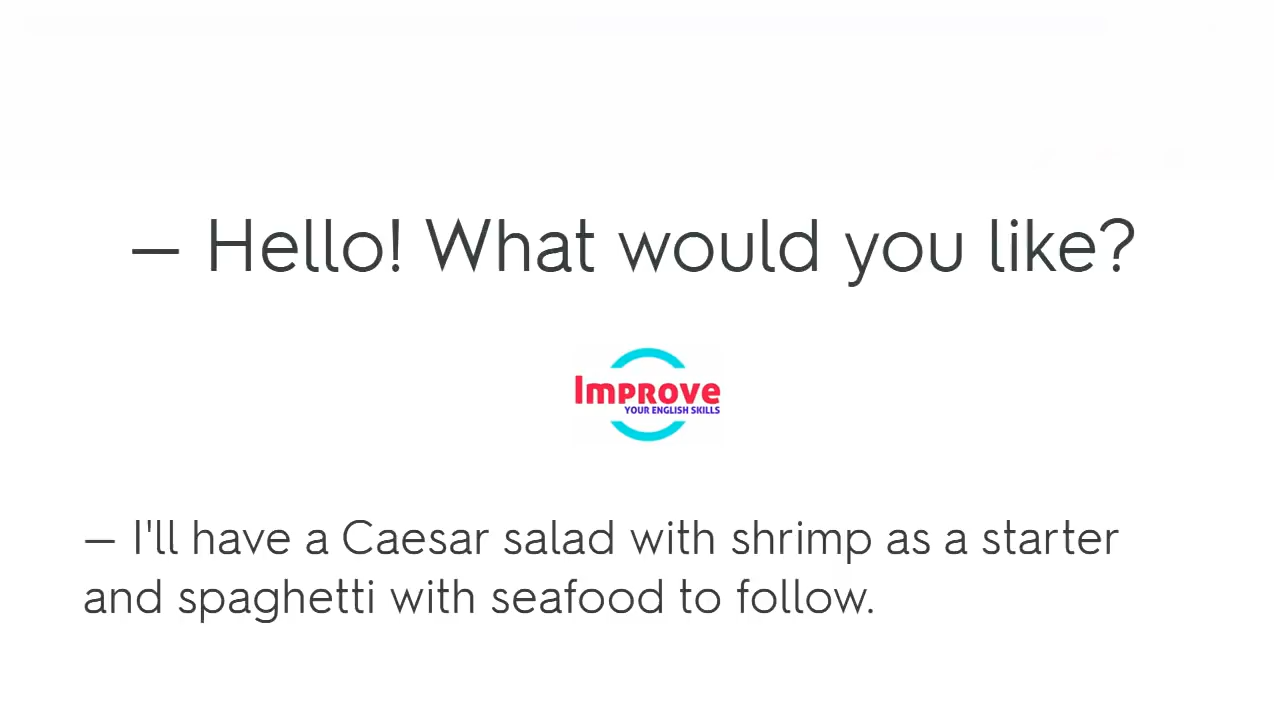 — Hello! What would you like?
Improve
YOUR ENGLISH SKILLS
— I'll have a Caesar salad with shrimp as a starter
and spaghetti with seafood to follow.